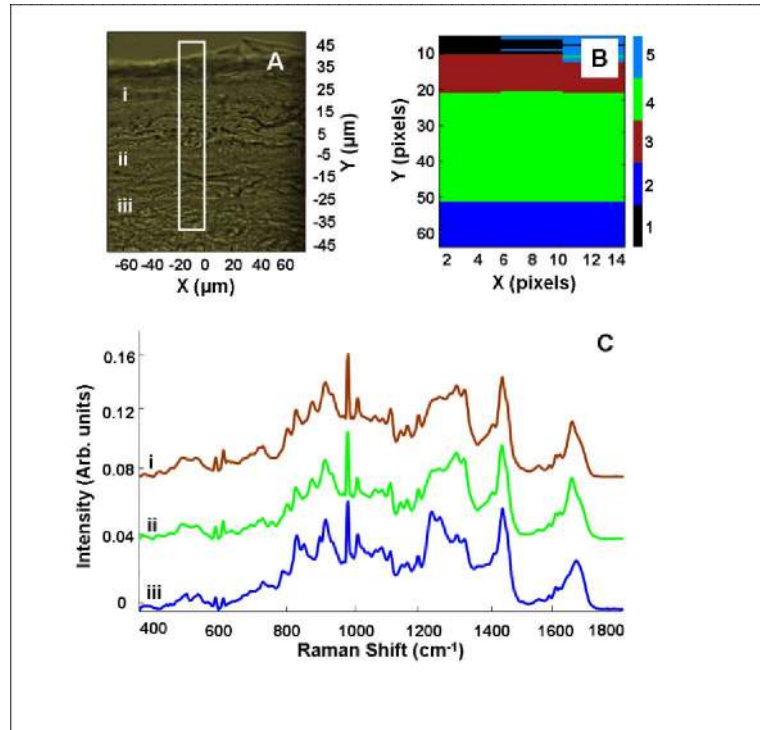 A
i
ii
iii
45
35
25
15
5
-5
-15
-25
-35
-45
Y (µm)
-60 -40 -20 0 20 40 60
X (µm)
B
10
20
30
40
50
60
Y (pixels)
2 4 6 8 10 12 14
X (pixels)
5
4
3
2
1
C
0.16
0.12
0.08
0.04
0
Intensity (Arb. units)
i
ii
iii
400 600 800 1000 1200 1400 1600 1800
Raman Shift (cm⁻¹)